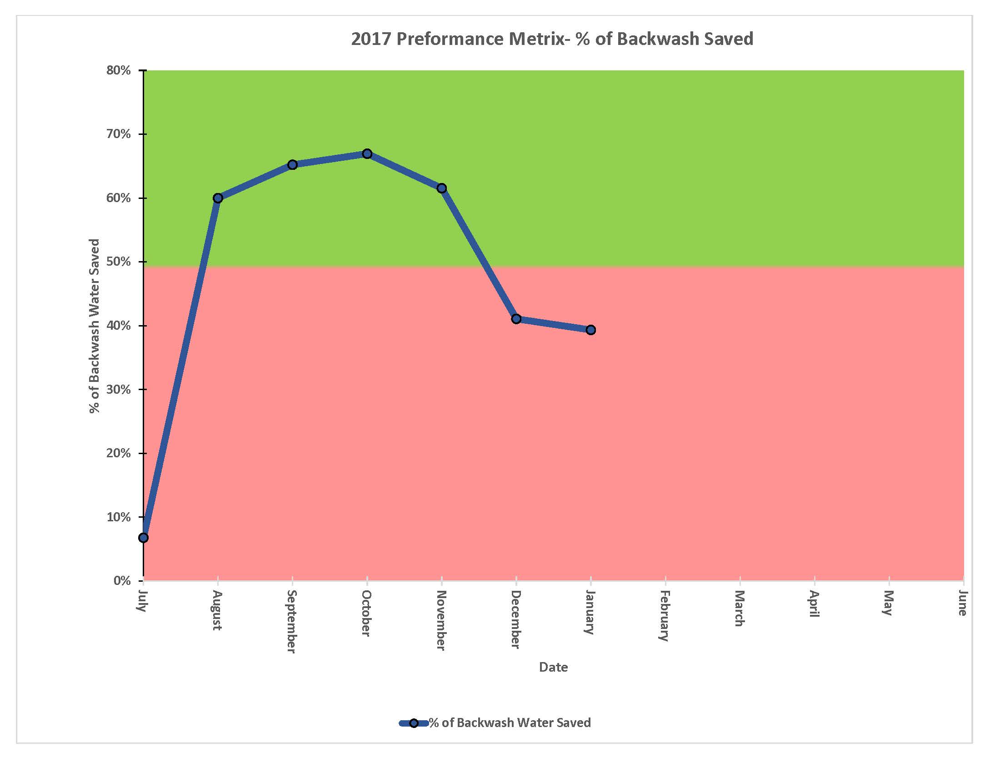 2017 Preformance Metrix- % of Backwash Saved
80%
70%
60%
50%
40%
30%
20%
10%
0%
% of Backwash Water Saved
July
August
September
October
November
December
January
February
March
April
May
June
Date
% of Backwash Water Saved